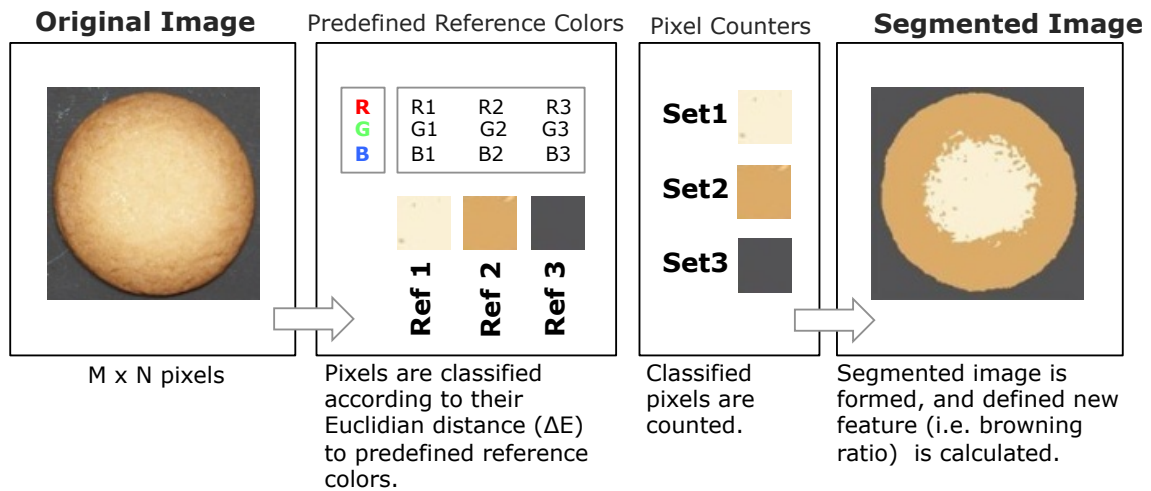 Original Image
M x N pixels
Predefined Reference Colors
R R1 R2 R3
G G1 G2 G3
B B1 B2 B3
Ref 1
Ref 2
Ref 3
Pixels are classified
according to their
Euclidian distance (ΔE)
to predefined reference
colors.
Pixel Counters
Set1
Set2
Set3
Classified
pixels are
counted.
Segmented Image
Segmented image is
formed, and defined new
feature (i.e. browning
ratio) is calculated.